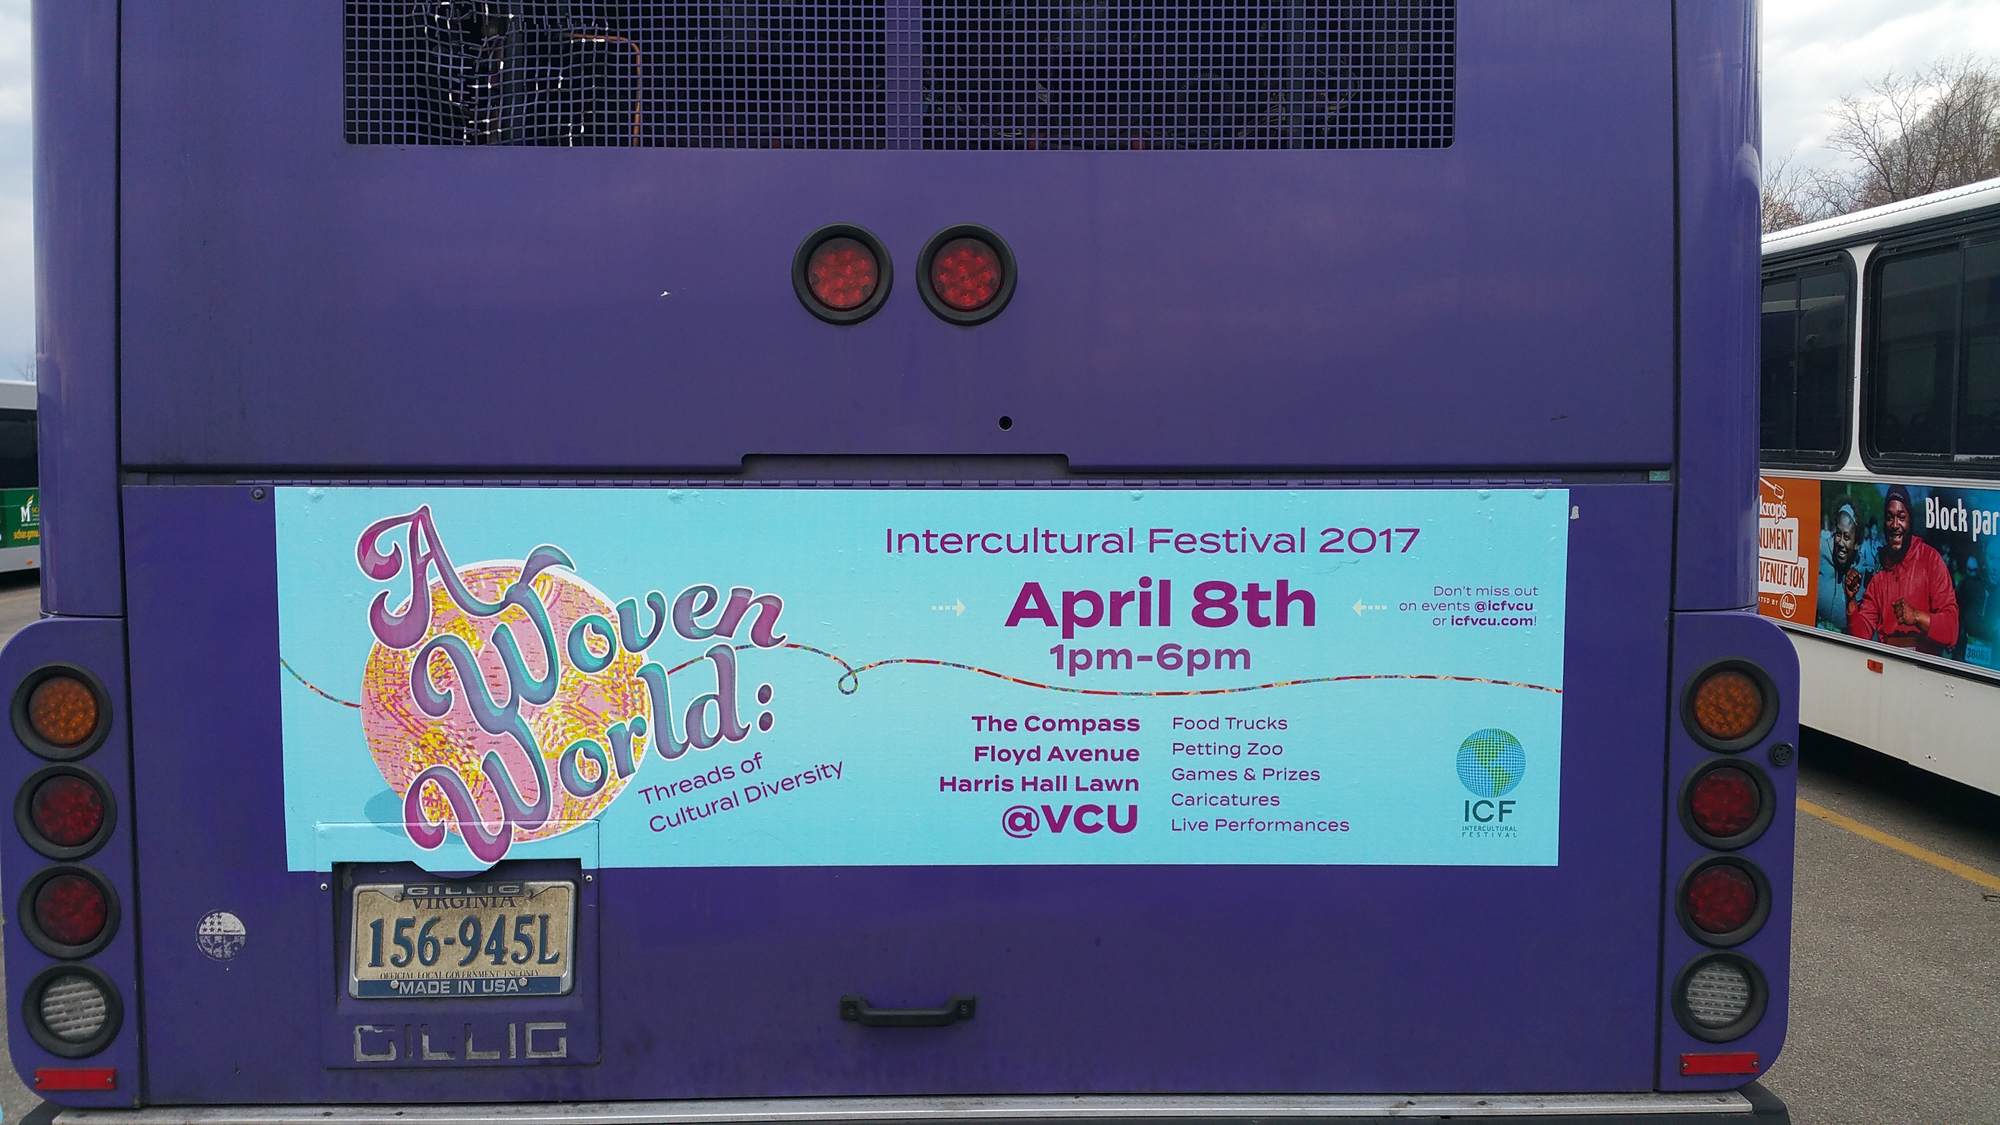 A Woven World:
Threads of
Cultural Diversity
Intercultural Festival 2017
April 8th
1pm-6pm
Don't miss out
on events @icfvcu
or icfvcu.com!
The Compass
Floyd Avenue
Harris Hall Lawn
@VCU
Food Trucks
Petting Zoo
Games & Prizes
Caricatures
Live Performances
ICF
INTERCULTURAL
FESTIVAL
GILLIG
VIRGINIA
156-945L
OFFICIAL LOCAL GOVERNMENT USE ONLY
MADE IN USA
GILLIG
Block par
VENUE 10K
Kroger
M